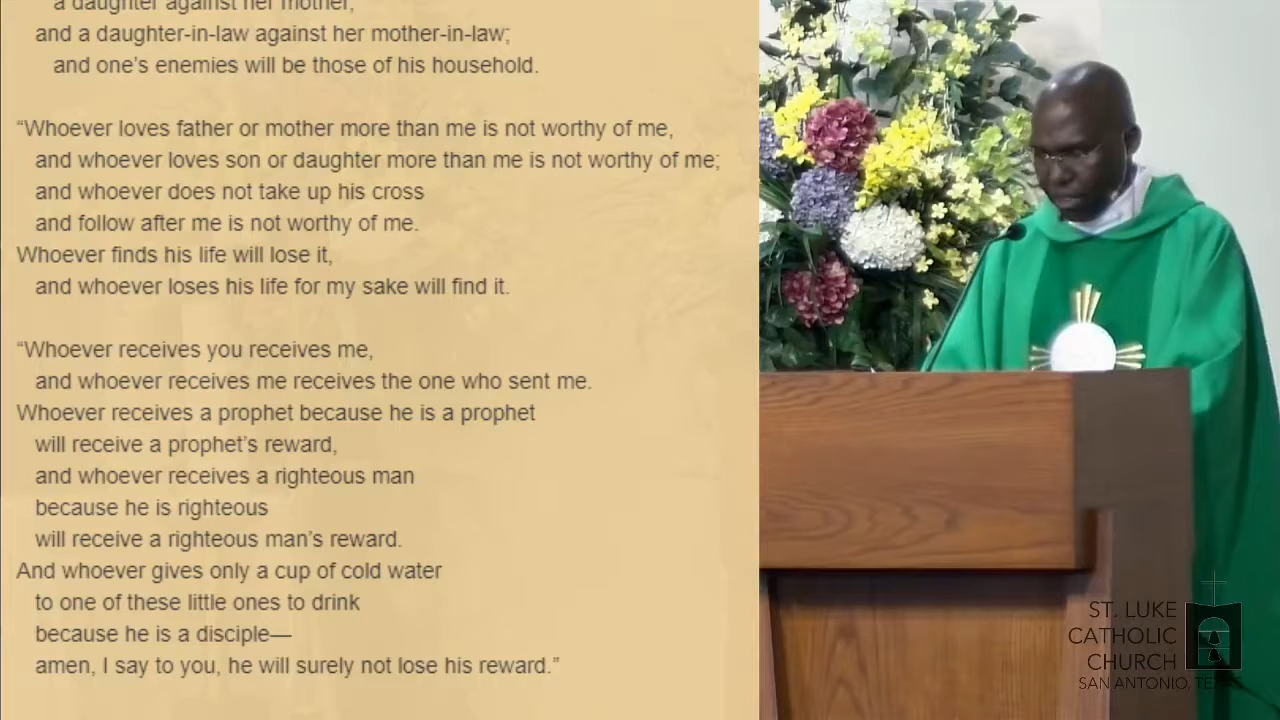 a daughter against her mother,
and a daughter-in-law against her mother-in-law;
and one’s enemies will be those of his household.
“Whoever loves father or mother more than me is not worthy of me,
and whoever loves son or daughter more than me is not worthy of me;
and whoever does not take up his cross
and follow after me is not worthy of me.
Whoever finds his life will lose it,
and whoever loses his life for my sake will find it.
“Whoever receives you receives me,
and whoever receives me receives the one who sent me.
Whoever receives a prophet because he is a prophet
will receive a prophet’s reward,
and whoever receives a righteous man
because he is righteous
will receive a righteous man’s reward.
And whoever gives only a cup of cold water
to one of these little ones to drink
because he is a disciple—
amen, I say to you, he will surely not lose his reward.”
ST. LUKE
CATHOLIC
CHURCH
SAN ANTONIO, TEXAS